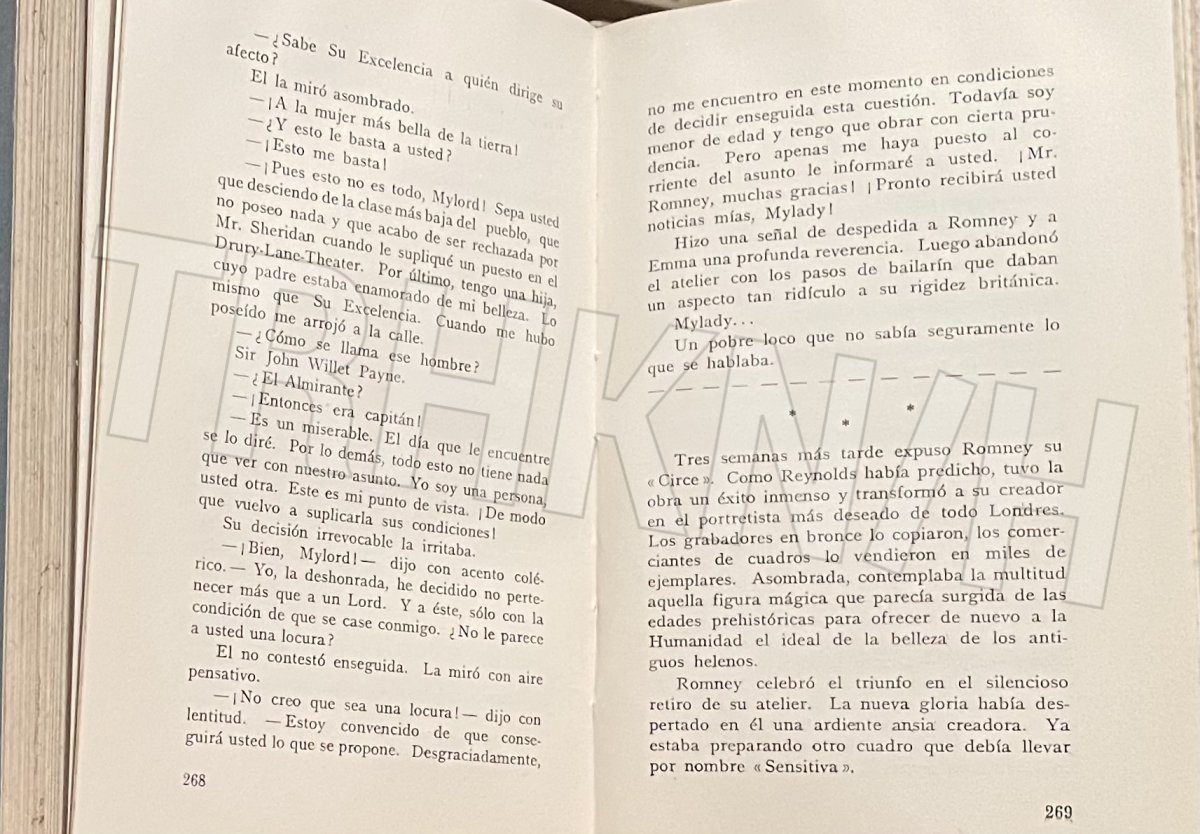 —¿Sabe Su Excelencia a quién dirige su
afecto?
El la miró asombrado.
—¡A la mujer más bella de la tierra!
—¿Y esto le basta a usted?
—¡Esto me basta!
—¡Pues esto no es todo, Mylord! Sepa usted
que desciendo de la clase más baja del pueblo, que
no poseo nada y que acabo de ser rechazada por
Mr. Sheridan cuando le supliqué un puesto en el
Drury-Lane-Theater. Por último, tengo una hija,
cuyo padre estaba enamorado de mi belleza. Lo
mismo que Su Excelencia. Cuando me hubo
poseído me arrojó a la calle.
—¿Cómo se llama ese hombre?
Sir John Willet Payne.
—¿El Almirante?
—¡Entonces era capitán!
—Es un miserable. El día que le encuentre
se lo diré. Por lo demás, todo esto no tiene nada
que ver con nuestro asunto. Yo soy una persona,
usted otra. Este es mi punto de vista. ¡De modo
que vuelvo a suplicarla sus condiciones!
Su decisión irrevocable la irritaba.
—¡Bien, Mylord!— dijo con acento colé-
rico.— Yo, la deshonrada, he decidido no perte-
necer más que a un Lord. Y a éste, sólo con la
condición de que se case conmigo. ¿No le parece
a usted una locura?
El no contestó enseguida. La miró con aire
pensativo.
—¡No creo que sea una locura!— dijo con
lentitud. —Estoy convencido de que conse-
guirá usted lo que se propone. Desgraciadamente,
268
no me encuentro en este momento en condiciones
de decidir enseguida esta cuestión. Todavía soy
menor de edad y tengo que obrar con cierta pru-
dencia. Pero apenas me haya puesto al co-
rriente del asunto le informaré a usted. ¡Mr.
Romney, muchas gracias! ¡Pronto recibirá usted
noticias mías, Mylady!
Hizo una señal de despedida a Romney y a
Emma una profunda reverencia. Luego abandonó
el atelier con los pasos de bailarín que daban
un aspecto tan ridículo a su rigidez británica.
Mylady...
Un pobre loco que no sabía seguramente lo
que se hablaba.
— — — — — — — — — — — — — — —
* * *
Tres semanas más tarde expuso Romney su
«Circe». Como Reynolds había predicho, tuvo la
obra un éxito inmenso y transformó a su creador
en el portretista más deseado de todo Londres.
Los grabadores en bronce lo copiaron, los comer-
ciantes de cuadros lo vendieron en miles de
ejemplares. Asombrada, contemplaba la multitud
aquella figura mágica que parecía surgida de las
edades prehistóricas para ofrecer de nuevo a la
Humanidad el ideal de la belleza de los anti-
guos helenos.
Romney celebró el triunfo en el silencioso
retiro de su atelier. La nueva gloria había des-
pertado en él una ardiente ansia creadora. Ya
estaba preparando otro cuadro que debía llevar
por nombre «Sensitiva».
269